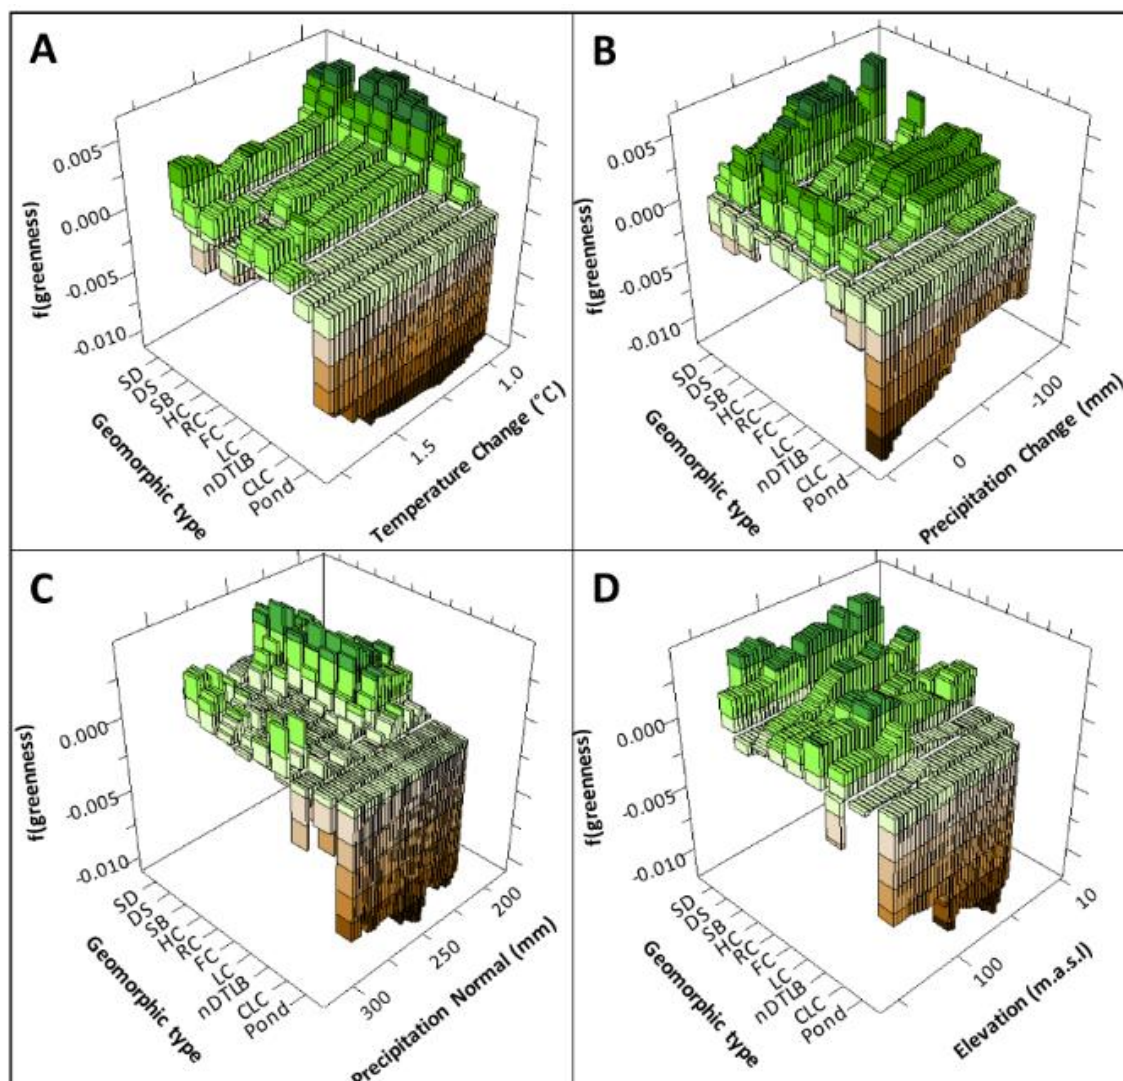 A
0.005
0.000
-0.005
-0.010
f(greenness)
SD
DS
SB
HC
RC
FC
LC
nDTLB
CLC
Pond
Geomorphic type
1.5
1.0
Temperature Change (˚C)
B
0.005
0.000
-0.005
-0.010
f(greenness)
SD
DS
SB
HC
RC
FC
LC
nDTLB
CLC
Pond
Geomorphic type
0
-100
Precipitation Change (mm)
C
0.000
-0.005
-0.010
f(greenness)
SD
DS
SB
HC
RC
FC
LC
nDTLB
CLC
Pond
Geomorphic type
300
250
200
Precipitation Normal (mm)
D
0.000
-0.005
-0.010
f(greenness)
SD
DS
SB
HC
RC
FC
LC
nDTLB
CLC
Pond
Geomorphic type
100
10
Elevation (m.a.s.l)